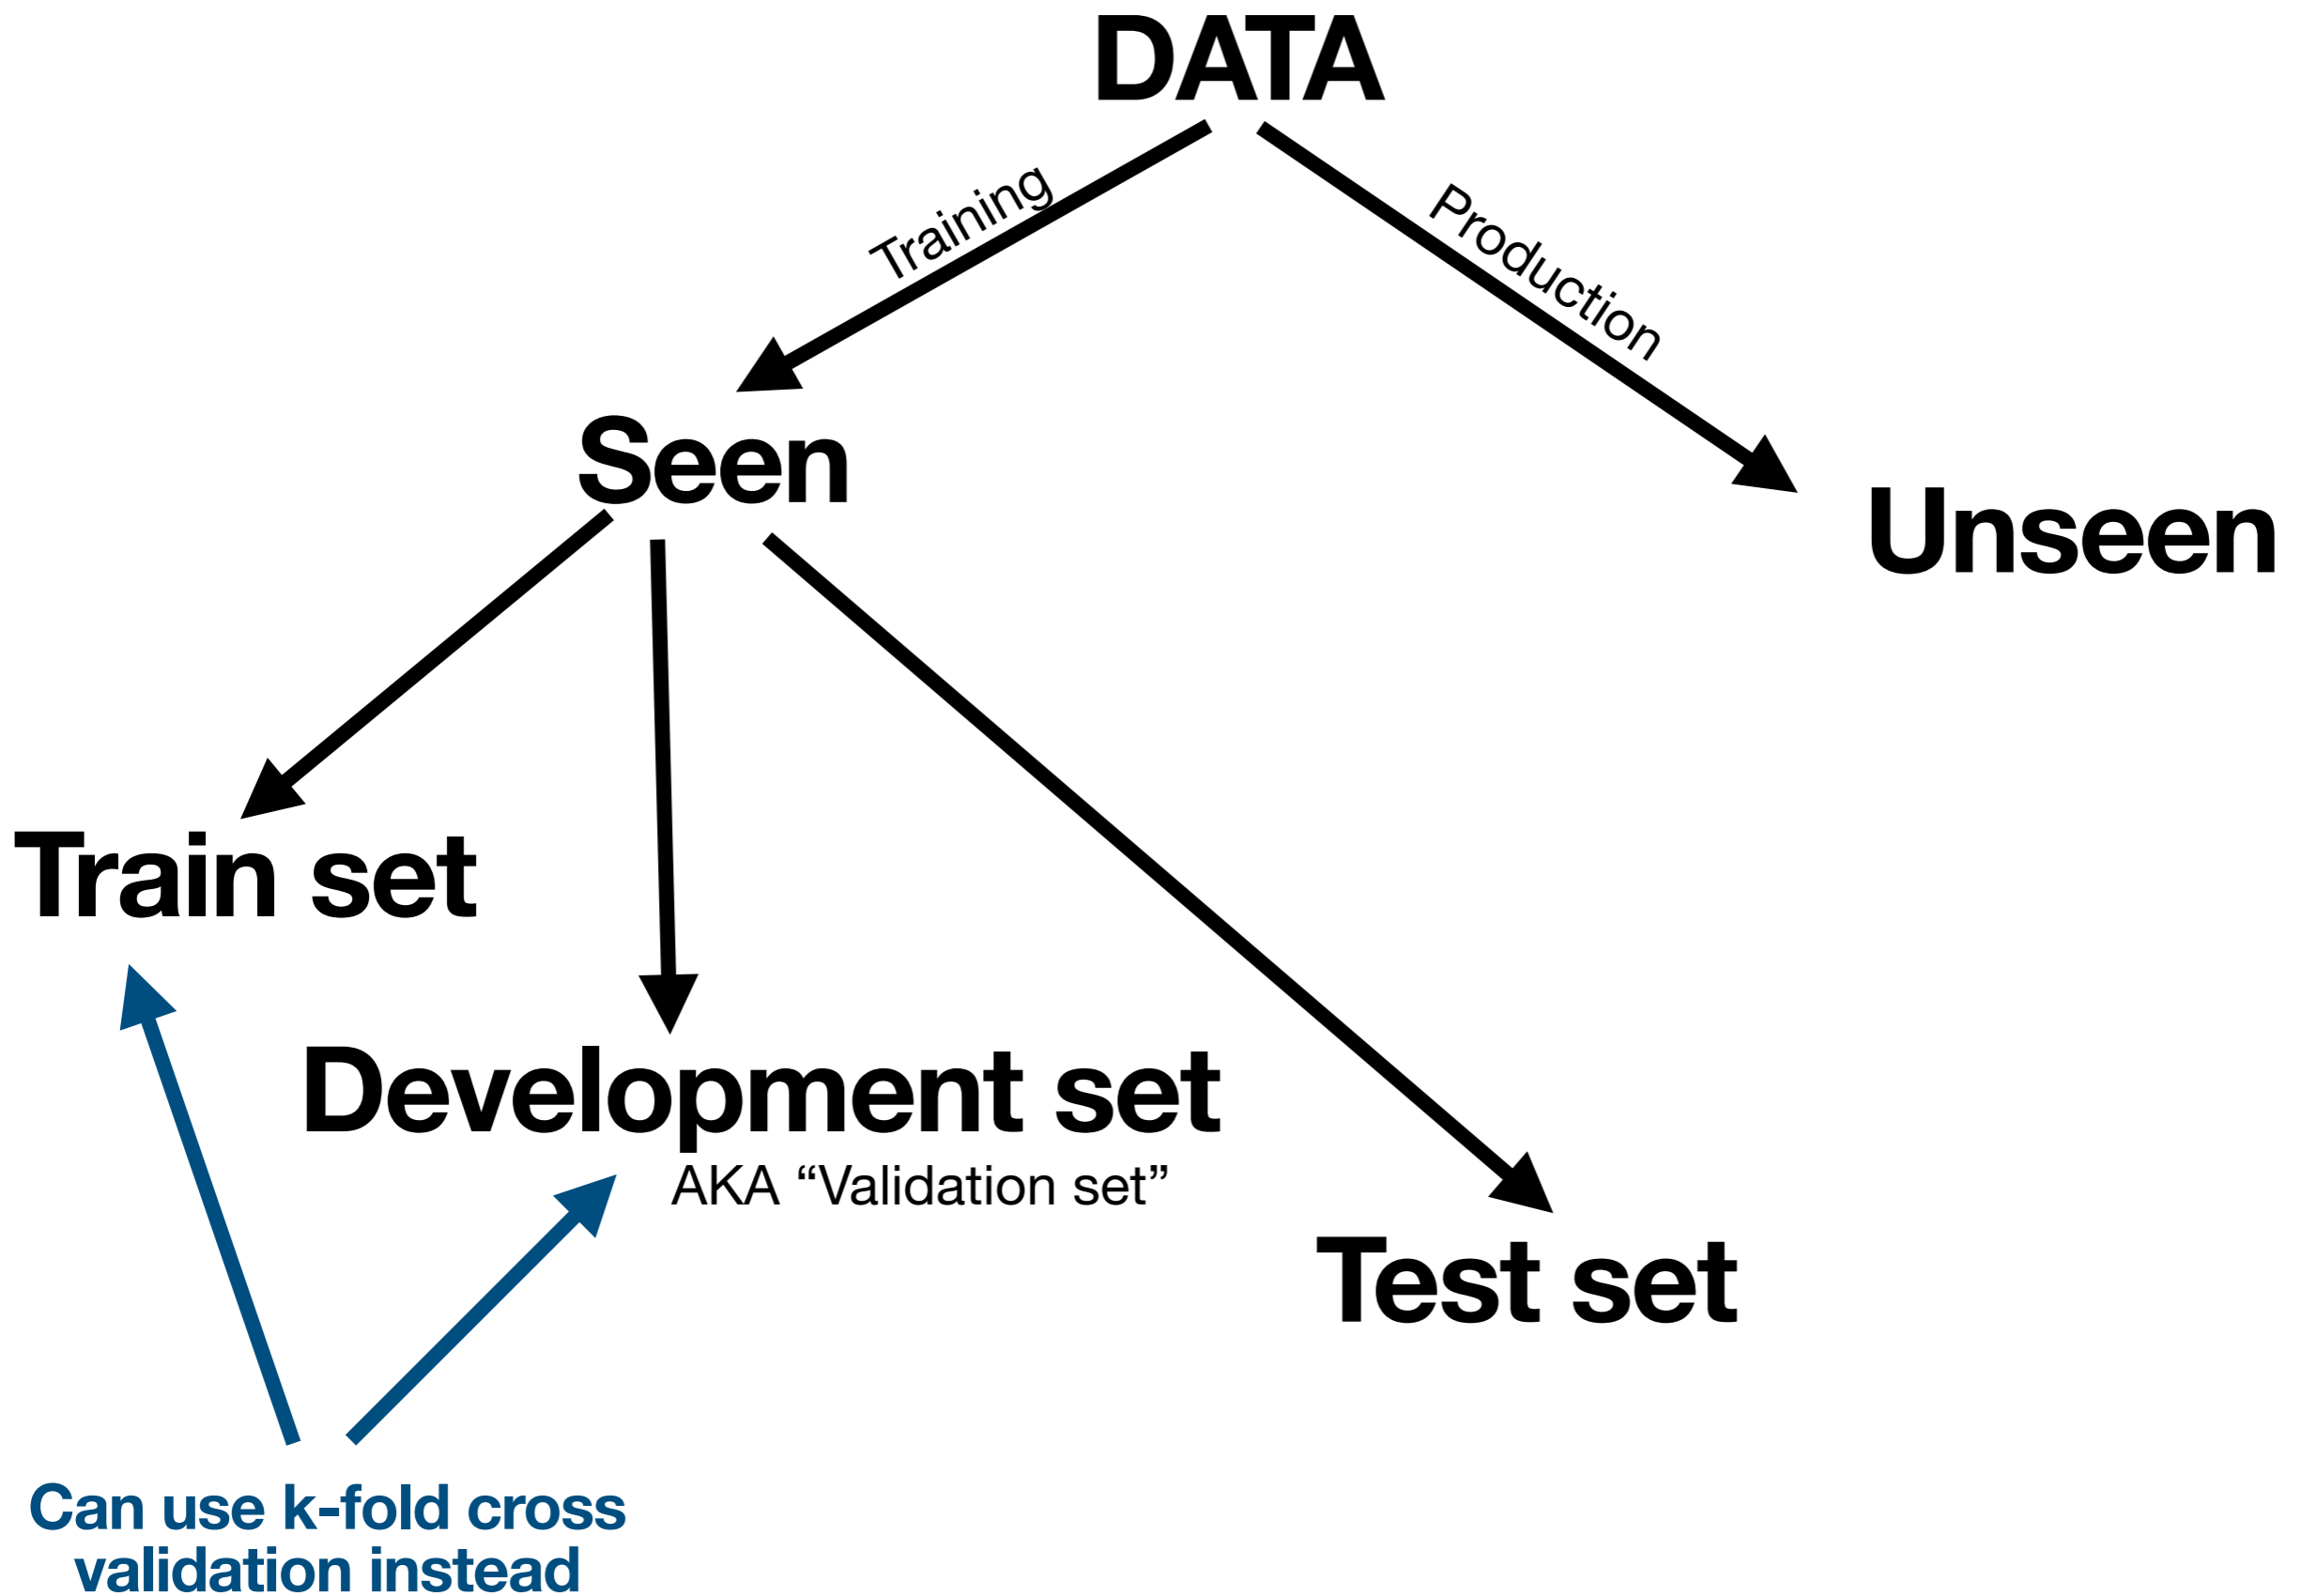 DATA
Training
Production
Seen
Unseen
Train set
Development set
AKA “Validation set”
Test set
Can use k-fold cross
validation instead